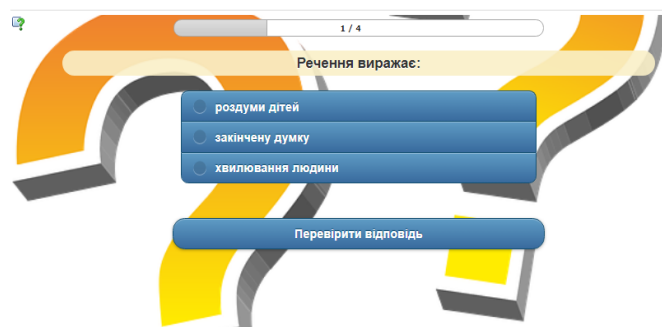 1 / 4
Речення виражає:
роздуми дітей
закінчену думку
хвилювання людини
Перевірити відповідь